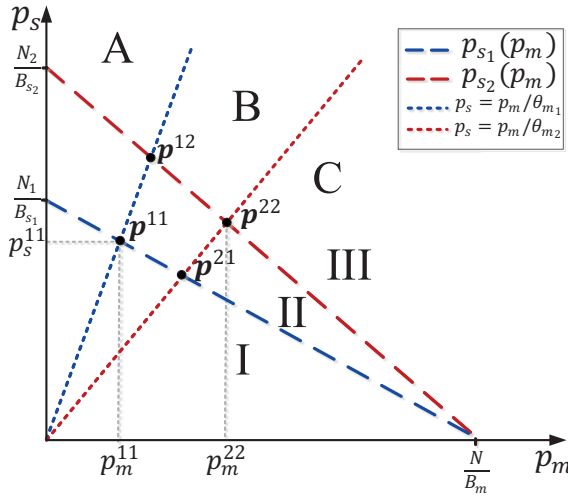 p_s
N_2
B_{s_2}
N_1
B_{s_1}
p_s^{11}
A
B
C
p^{12}
p^{11}
p^{22}
p^{21}
III
II
I
p_m^{11}
p_m^{22}
N
B_m
p_m
p_{s_1}(p_m)
p_{s_2}(p_m)
p_s = p_m/θ_{m_1}
p_s = p_m/θ_{m_2}